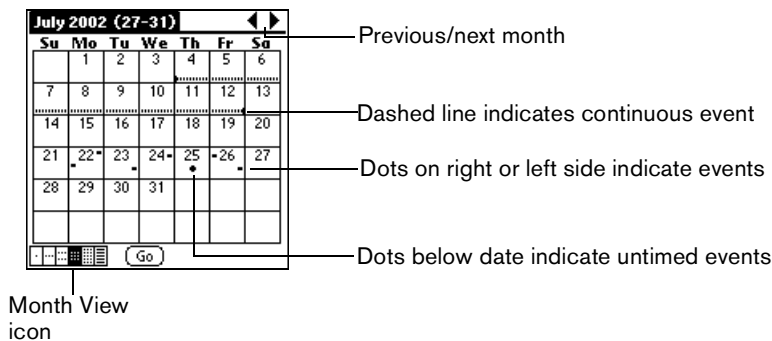 July 2002 (27-31)
Previous/next month
Su Mo Tu We Th Fr Sa
1 2 3 4 5 6
7 8 9 10 11 12 13
Dashed line indicates continuous event
14 15 16 17 18 19 20
21 22 23 24 25 26 27
Dots on right or left side indicate events
28 29 30 31
Go
Dots below date indicate untimed events
Month View
icon